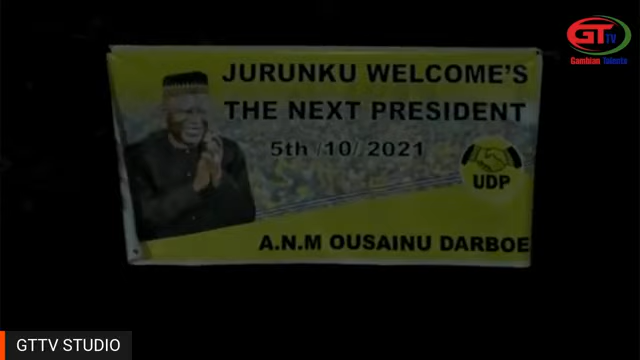 GT TV
Gambian Talents
JURUNKU WELCOME'S
THE NEXT PRESIDENT
5th /10/ 2021
UDP
A.N.M OUSAINU DARBOE
GTTV STUDIO